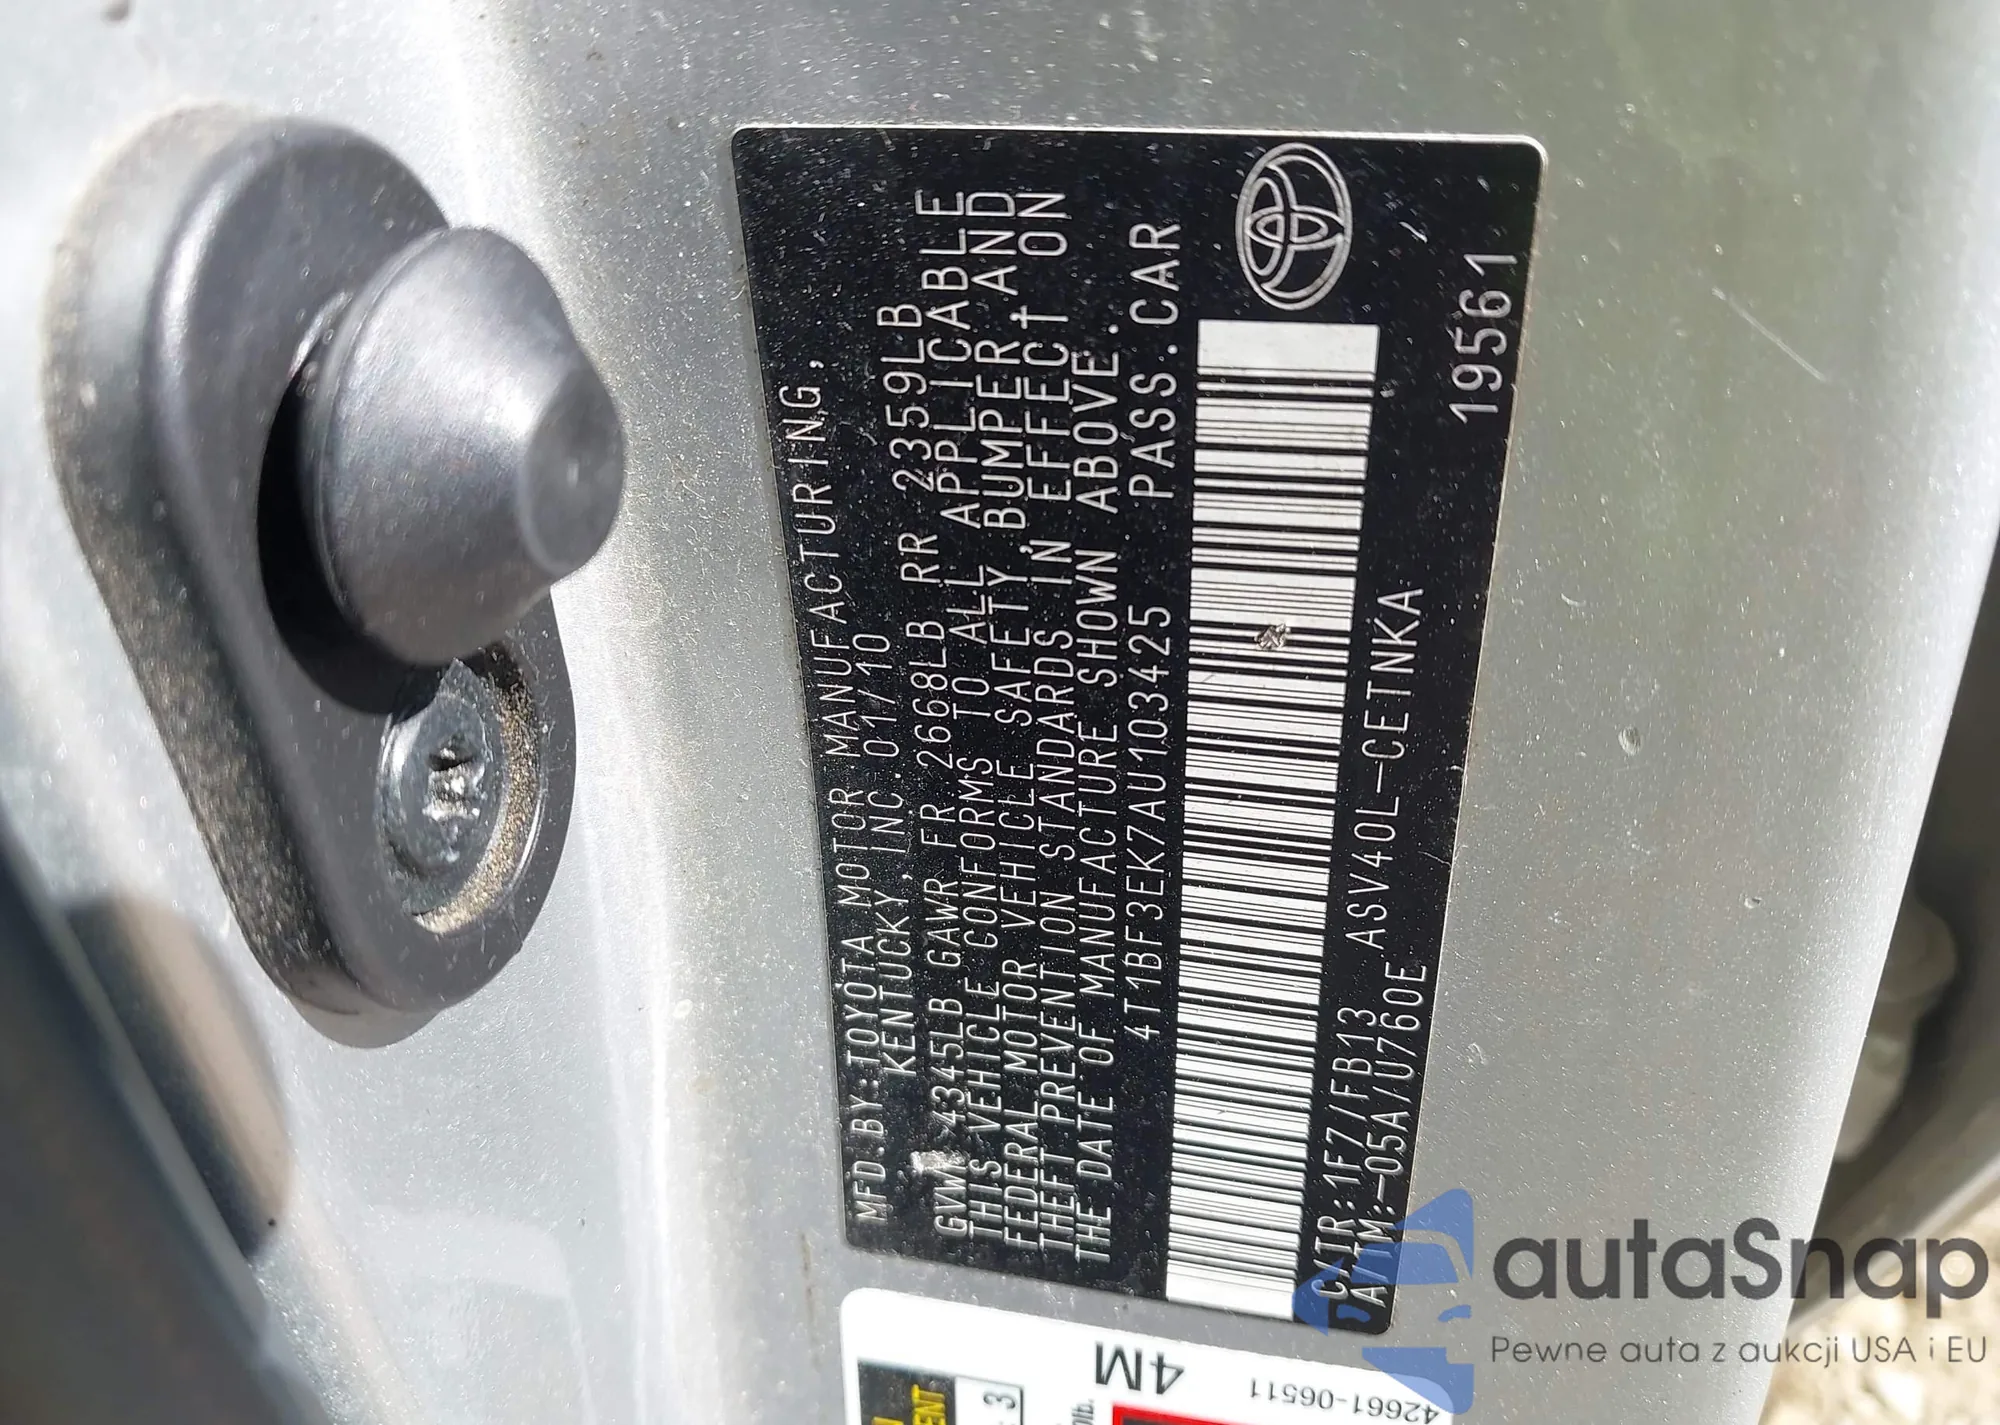 MFD.BY:TOYOTA MOTOR MANUFACTURING,
KENTUCKY,INC.01/10
GVWR 4345LB GAWR FR 2668LB RR 2359LB
THIS VEHICLE CONFORMS TO ALL APPLICABLE
FEDERAL MOTOR VEHICLE SAFETY,BUMPER,AND
THEFT PREVENTION STANDARDS IN EFFECT ON
THE DATE OF MANUFACTURE SHOWN ABOVE.
4T1BF3EK7AU103425 PASS.CAR
C/TR:1F7/FB13 ASV40L-CETNKA
A/TM:-05A/U760E
19561
4M
42661-06511
3
lb.
autaSnap
Pewne auta z aukcji USA i EU